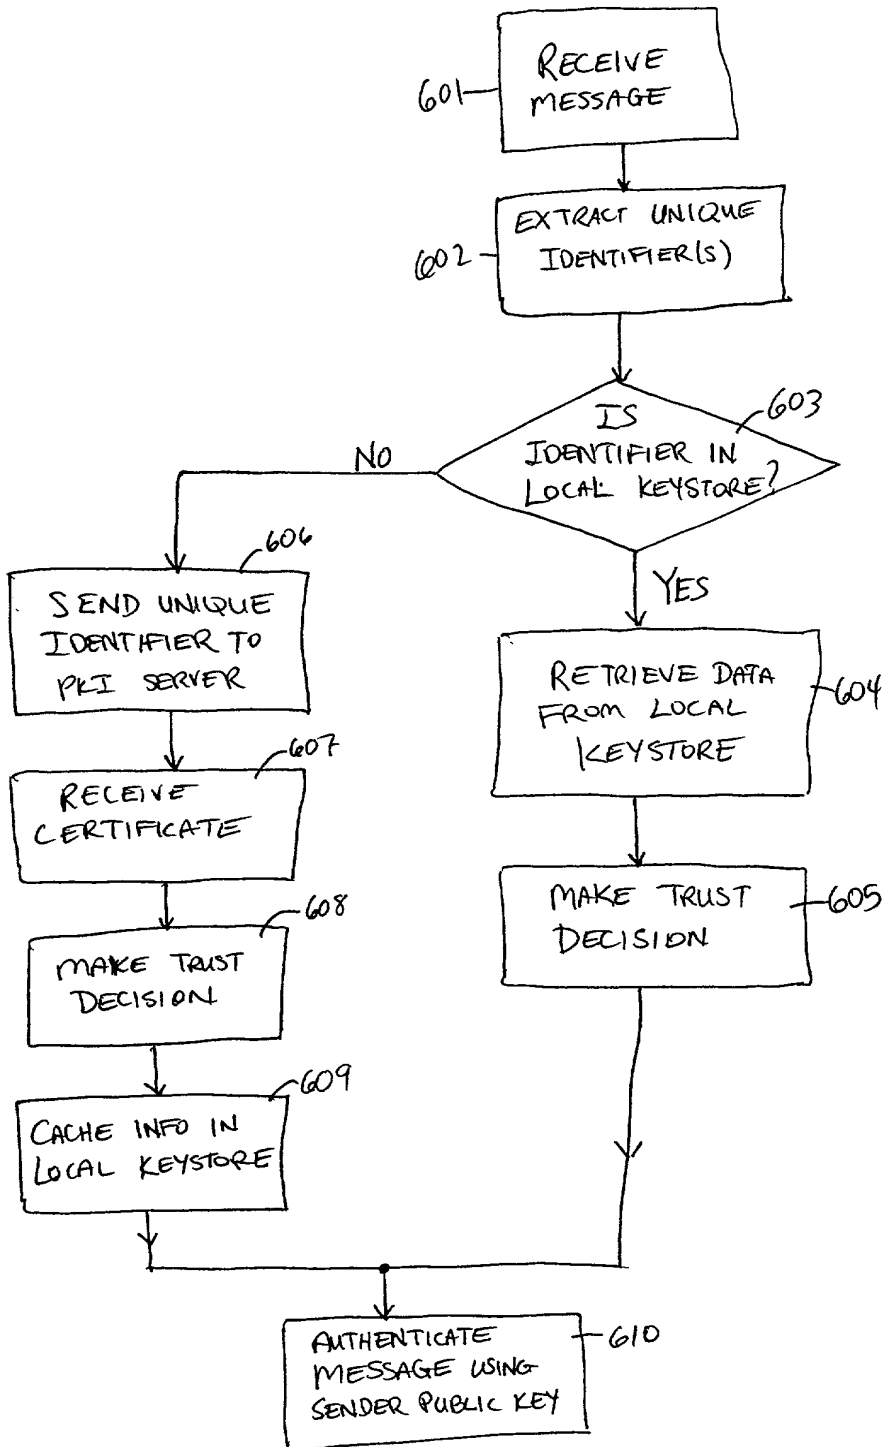 RECEIVE
MESSAGE
601
EXTRACT UNIQUE
IDENTIFIER(S)
602
603
IS
IDENTIFIER IN
LOCAL KEYSTORE?
NO
YES
606
SEND UNIQUE
IDENTIFIER TO
PKI SERVER
607
RECEIVE
CERTIFICATE
608
MAKE TRUST
DECISION
609
CACHE INFO IN
LOCAL KEYSTORE
RETRIEVE DATA
FROM LOCAL
KEYSTORE
604
MAKE TRUST
DECISION
605
AUTHENTICATE
MESSAGE USING
SENDER PUBLIC KEY
610